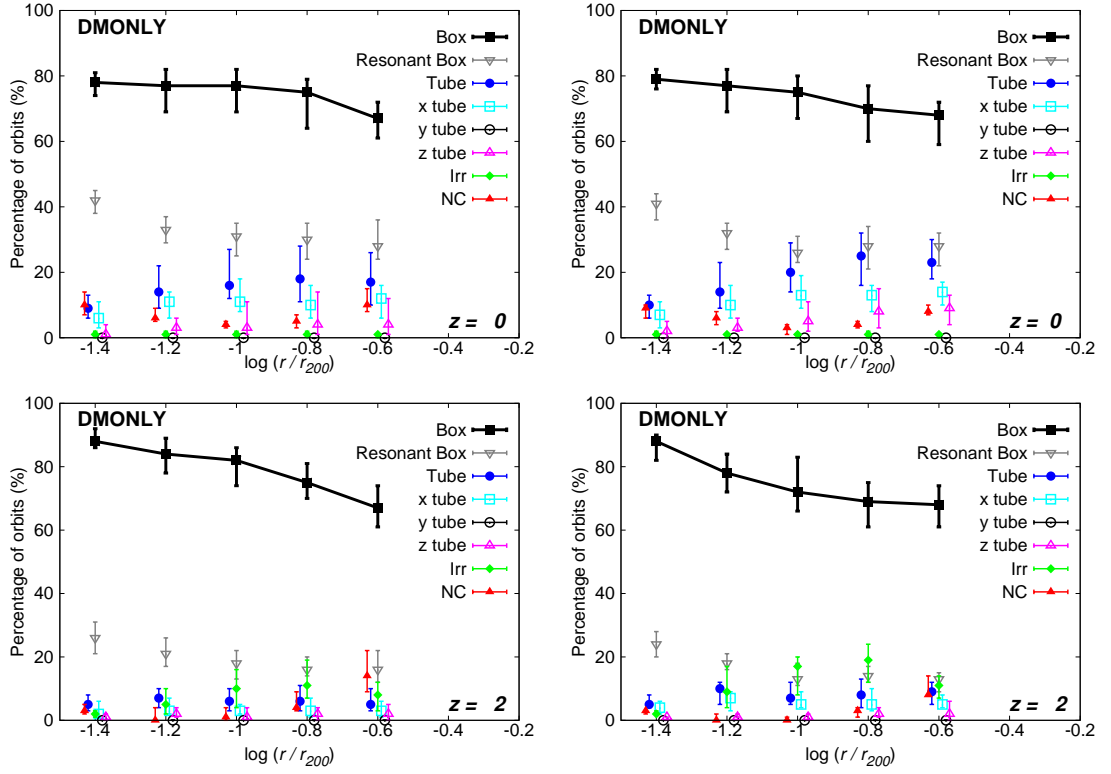 100
80
60
40
20
0
Percentage of orbits (%)
DMONLY
Box
Resonant Box
Tube
x tube
y tube
z tube
Irr
NC
z = 0
-1.4 -1.2 -1 -0.8 -0.6 -0.4 -0.2
log (r / r200)
100
80
60
40
20
0
Percentage of orbits (%)
DMONLY
Box
Resonant Box
Tube
x tube
y tube
z tube
Irr
NC
z = 0
-1.4 -1.2 -1 -0.8 -0.6 -0.4 -0.2
log (r / r200)
100
80
60
40
20
0
Percentage of orbits (%)
DMONLY
Box
Resonant Box
Tube
x tube
y tube
z tube
Irr
NC
z = 2
-1.4 -1.2 -1 -0.8 -0.6 -0.4 -0.2
log (r / r200)
100
80
60
40
20
0
Percentage of orbits (%)
DMONLY
Box
Resonant Box
Tube
x tube
y tube
z tube
Irr
NC
z = 2
-1.4 -1.2 -1 -0.8 -0.6 -0.4 -0.2
log (r / r200)